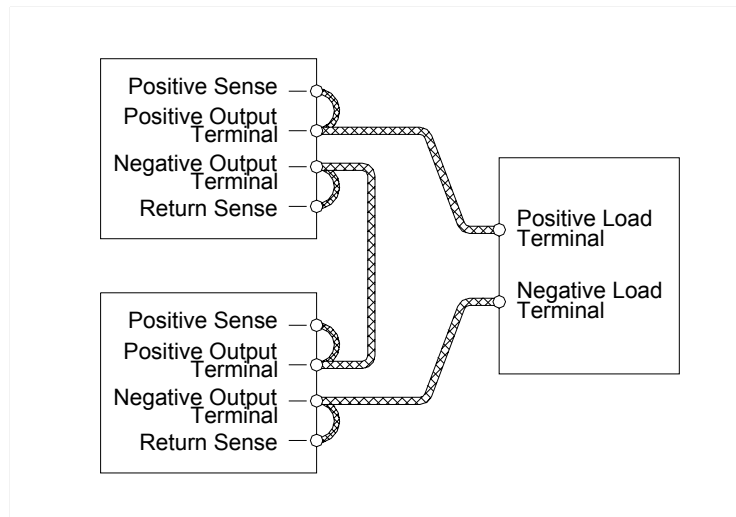 Positive Sense
Positive Output
Terminal
Negative Output
Terminal
Return Sense
Positive Load
Terminal
Negative Load
Terminal
Positive Sense
Positive Output
Terminal
Negative Output
Terminal
Return Sense